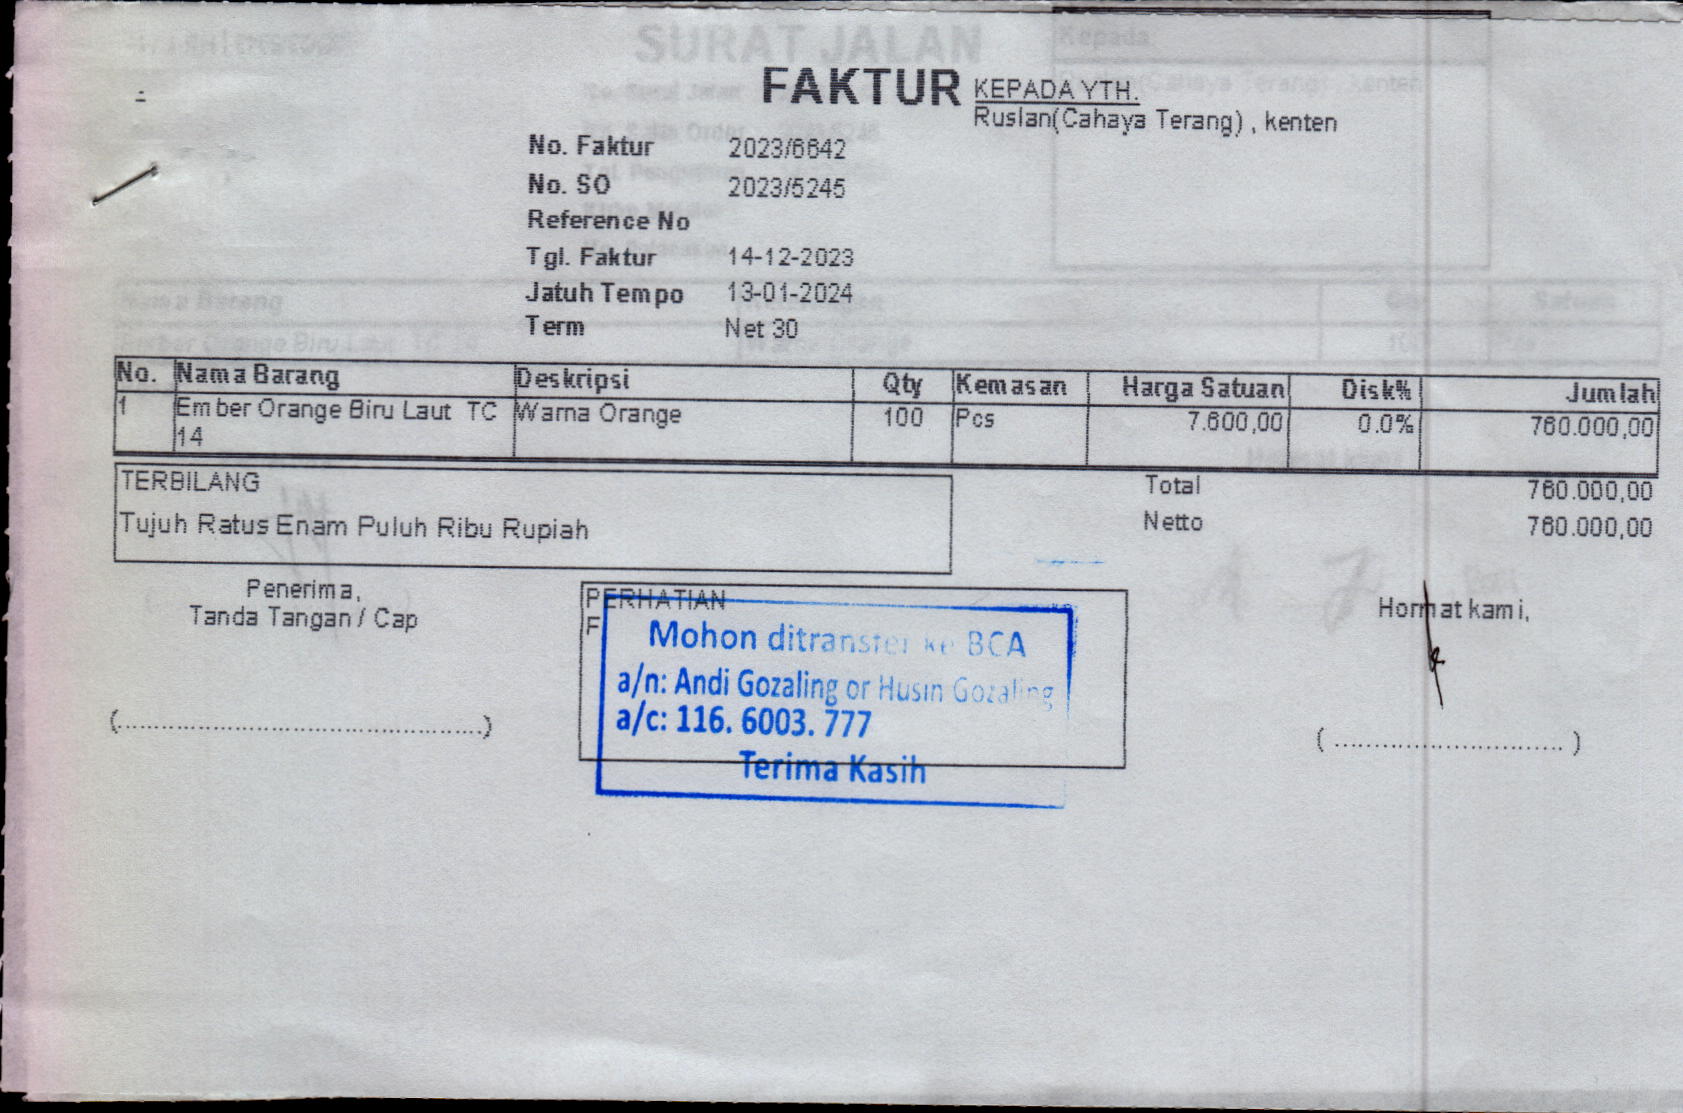 FAKTUR
KEPADA YTH.
Ruslan(Cahaya Terang) , kenten
No. Faktur 2023/6642
No. SO 2023/5245
Reference No
Tgl. Faktur 14-12-2023
Jatuh Tempo 13-01-2024
Term Net 30
No. Nama Barang Deskripsi Qty Kemasan Harga Satuan Disk% Jumlah
1 Ember Orange Biru Laut TC Warna Orange 100 Pcs 7.600,00 0.0% 760.000,00
14
TERBILANG
Tujuh Ratus Enam Puluh Ribu Rupiah
Total 760.000,00
Netto 760.000,00
Penerima,
Tanda Tangan / Cap
(............................................)
PERHATIAN
F
Mohon ditransfer ke BCA
a/n: Andi Gozaling or Husin Gozaling
a/c: 116. 6003. 777
Terima Kasih
Hormat kami,
( ............................ )
SURAT JALAN
Kepada
Nama Barang